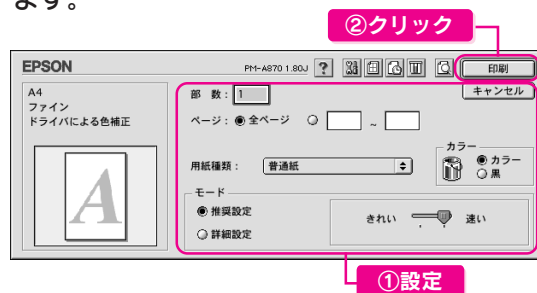 ます。
②クリック
EPSON
PM-A870 1.80J ? 印刷
A4
ファイン
ドライバによる色補正
キャンセル
部 数: 1
ページ: 全ページ ~
用紙種類: 普通紙
カラー
カラー
黒
モード
推奨設定
詳細設定
きれい 速い
A
①設定